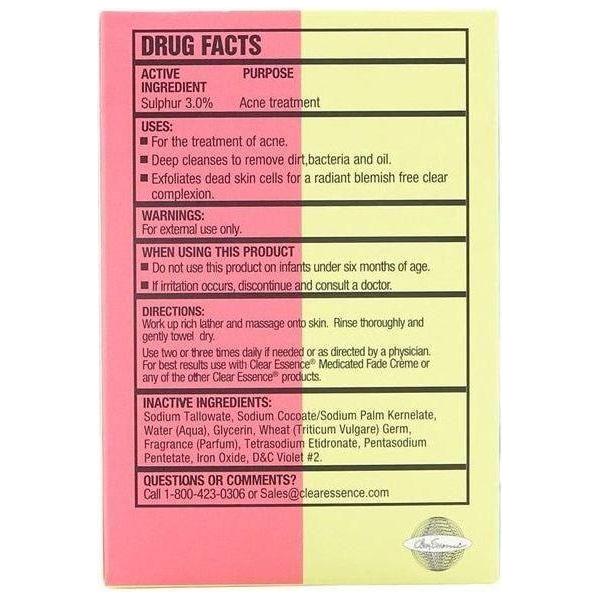 DRUG FACTS
ACTIVE INGREDIENT PURPOSE
Sulphur 3.0% Acne treatment
USES:
■ For the treatment of acne.
■ Deep cleanses to remove dirt,bacteria and oil.
■ Exfoliates dead skin cells for a radiant blemish free clear
complexion.
WARNINGS:
For external use only.
WHEN USING THIS PRODUCT
■ Do not use this product on infants under six months of age.
■ If irritation occurs, discontinue and consult a doctor.
DIRECTIONS:
Work up rich lather and massage onto skin. Rinse thoroughly and
gently towel dry.
Use two or three times daily if needed or as directed by a physician.
For best results use with Clear Essence® Medicated Fade Crème or
any of the other Clear Essence® products.
INACTIVE INGREDIENTS:
Sodium Tallowate, Sodium Cocoate/Sodium Palm Kernelate,
Water (Aqua), Glycerin, Wheat (Triticum Vulgare) Germ,
Fragrance (Parfum), Tetrasodium Etidronate, Pentasodium
Pentetate, Iron Oxide, D&C Violet #2.
QUESTIONS OR COMMENTS?
Call 1-800-423-0306 or Sales@clearessence.com
Clear Essence